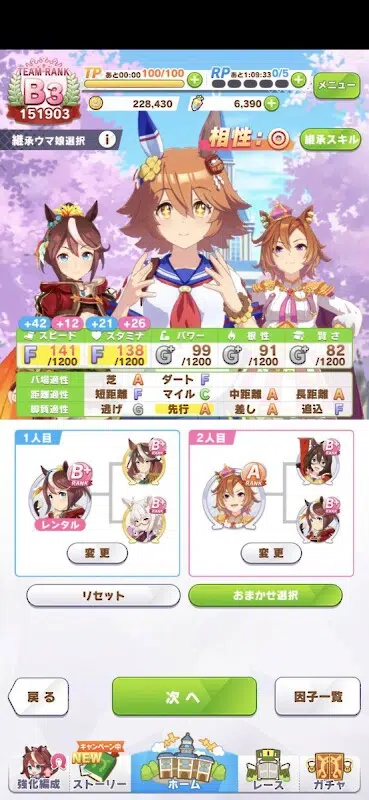 TEAM RANK
B3
151903
TP あと00:00 100/100
RP あと1:09:33 0/5
メニュー
228,430
6,390
継承ウマ娘選択
i
相性:◎
継承スキル
+42 +12 +21 +26
スピード スタミナ パワー 根性 賢さ
F 141/1200
F 138/1200
G+ 99/1200
G+ 91/1200
G+ 82/1200
バ場適性 芝 A ダート F
距離適性 短距離 F マイル C 中距離 A 長距離 A
脚質適性 逃げ G 先行 A 差し A 追込 F
1人目
B+ RANK
B+ RANK
B+ RANK
レンタル
変更
2人目
A RANK
B+ RANK
B+ RANK
変更
リセット
おまかせ選択
戻る
次へ
因子一覧
キャンペーン中
NEW
強化編成
ストーリー
ホーム
レース
ガチャ